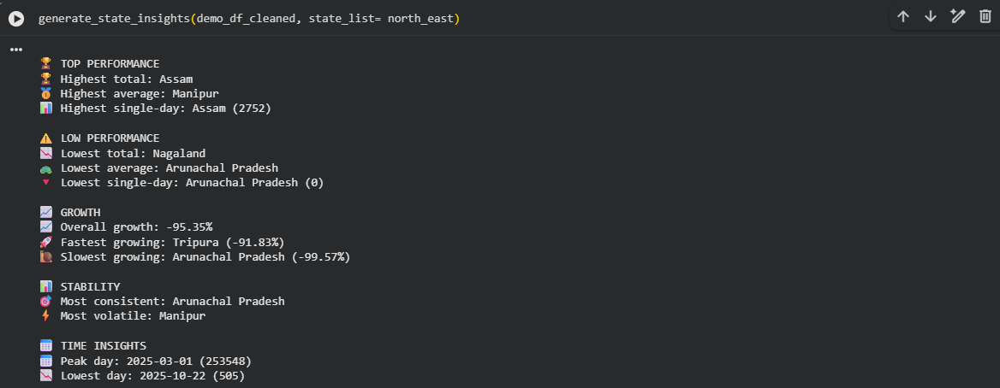 generate_state_insights(demo_df_cleaned, state_list= north_east)
🏆 TOP PERFORMANCE
🏆 Highest total: Assam
🥇 Highest average: Manipur
📊 Highest single-day: Assam (2752)
⚠️ LOW PERFORMANCE
📉 Lowest total: Nagaland
🐢 Lowest average: Arunachal Pradesh
🔻 Lowest single-day: Arunachal Pradesh (0)
📈 GROWTH
📈 Overall growth: -95.35%
🚀 Fastest growing: Tripura (-91.83%)
🐌 Slowest growing: Arunachal Pradesh (-99.57%)
📊 STABILITY
🎯 Most consistent: Arunachal Pradesh
⚡ Most volatile: Manipur
📅 TIME INSIGHTS
📅 Peak day: 2025-03-01 (253548)
📉 Lowest day: 2025-10-22 (505)